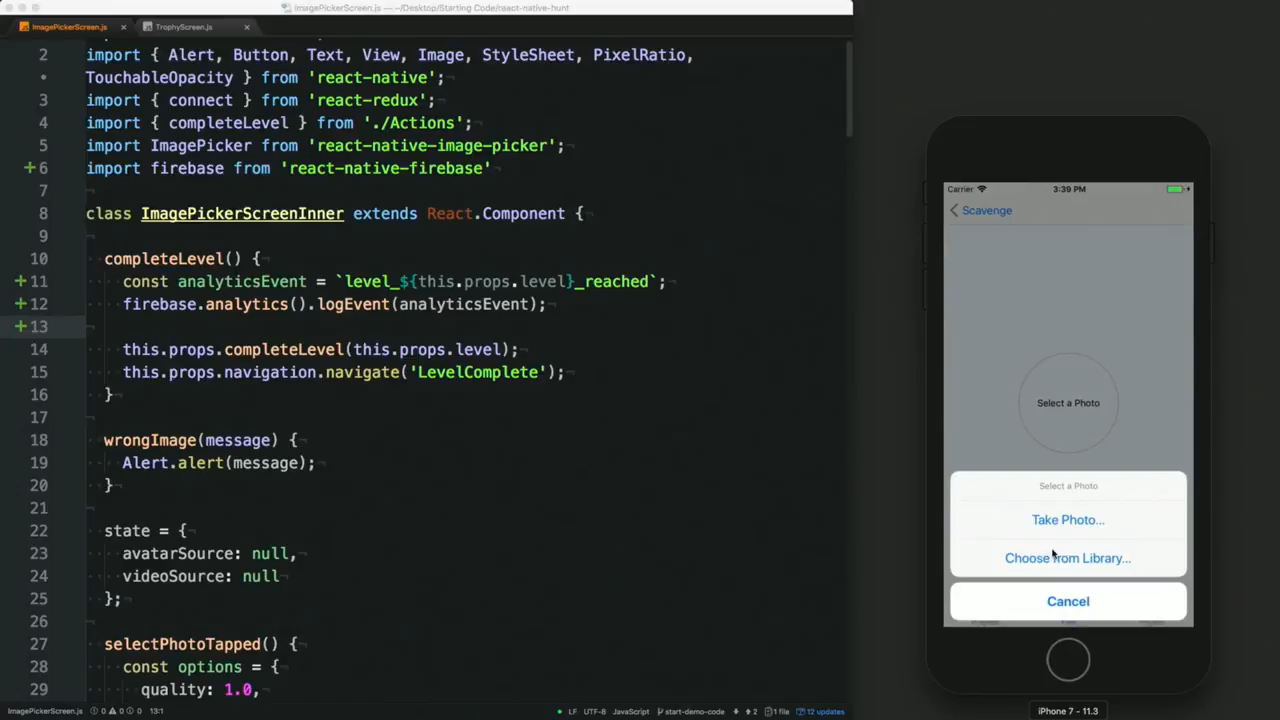 ImagePickerScreen.js — ~/Desktop/Starting Code/react-native-hunt
ImagePickerScreen.js × TrophyScreen.js ×
2 import { Alert, Button, Text, View, Image, StyleSheet, PixelRatio,
• TouchableOpacity } from 'react-native';¬
3 import { connect } from 'react-redux';¬
4 import { completeLevel } from './Actions';¬
5 import ImagePicker from 'react-native-image-picker';¬
+6 import firebase from 'react-native-firebase'¬
7 ¬
8 class ImagePickerScreenInner extends React.Component {¬
9 ¬
10 completeLevel() {¬
+11 const analyticsEvent = `level_${this.props.level}_reached`;¬
+12 firebase.analytics().logEvent(analyticsEvent);¬
+13 ¬
14 this.props.completeLevel(this.props.level);¬
15 this.props.navigation.navigate('LevelComplete');¬
16 }¬
17 ¬
18 wrongImage(message) {¬
19 Alert.alert(message);¬
20 }¬
21 ¬
22 state = {¬
23 avatarSource: null,¬
24 videoSource: null¬
25 };¬
26 ¬
27 selectPhotoTapped() {¬
28 const options = {¬
29 quality: 1.0,¬
ImagePickerScreen.js 0 0 0 13:1 LF UTF-8 JavaScript start-demo-code 2 1 file 12 updates
Carrier 3:39 PM
Scavenge
Select a Photo
Select a Photo
Take Photo...
Choose from Library...
Cancel
iPhone 7 - 11.3